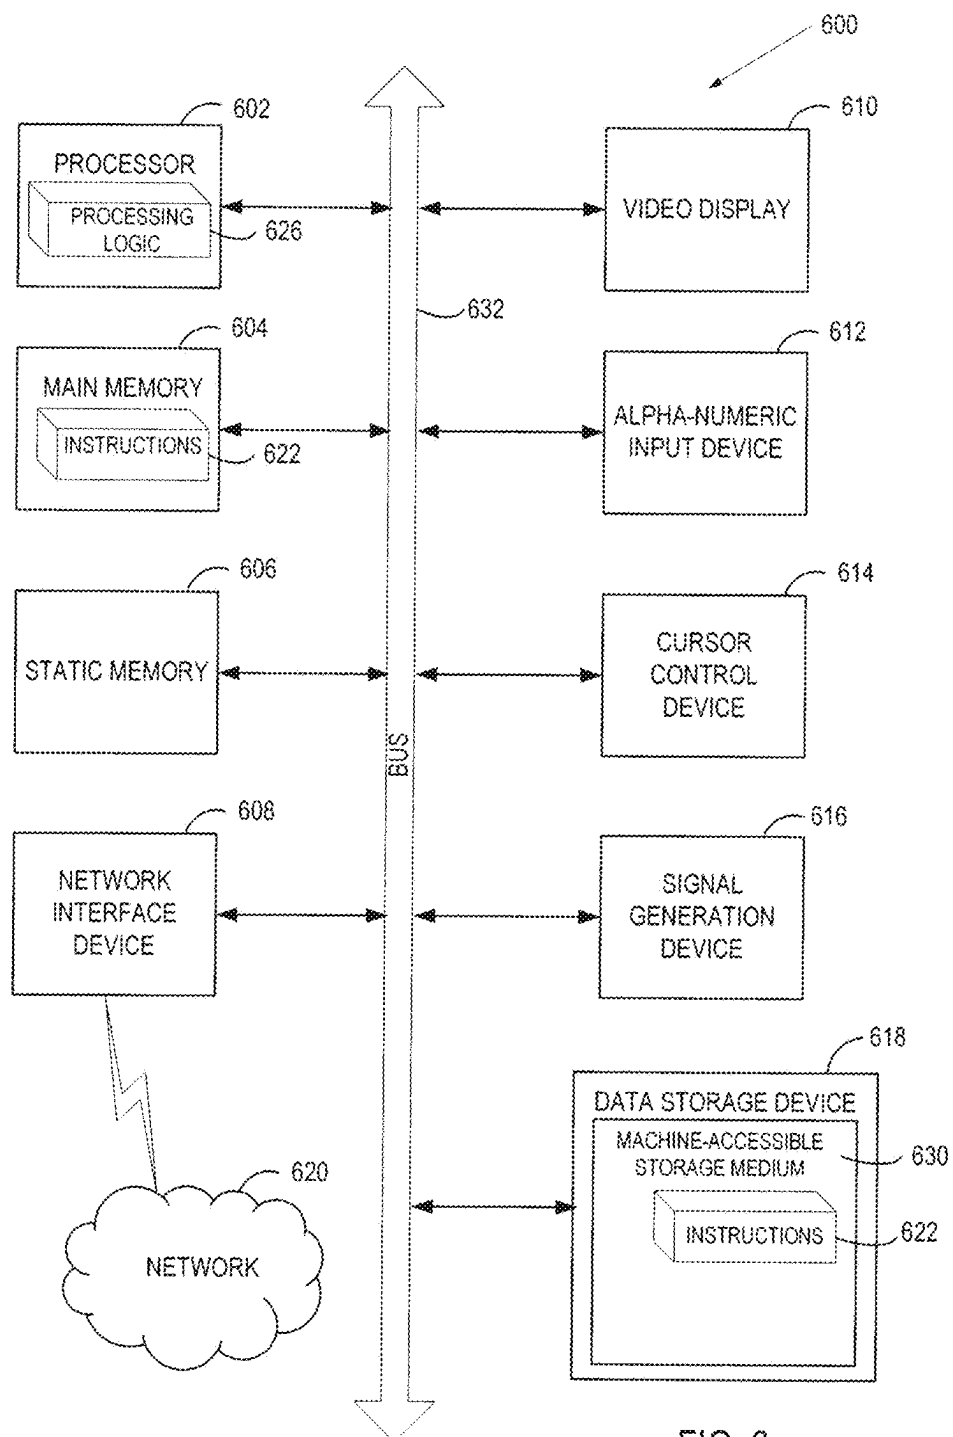 600
602
PROCESSOR
PROCESSING
LOGIC
626
610
VIDEO DISPLAY
632
604
MAIN MEMORY
INSTRUCTIONS
622
612
ALPHA-NUMERIC
INPUT DEVICE
606
STATIC MEMORY
614
CURSOR
CONTROL
DEVICE
BUS
608
NETWORK
INTERFACE
DEVICE
616
SIGNAL
GENERATION
DEVICE
618
DATA STORAGE DEVICE
MACHINE-ACCESSIBLE
STORAGE MEDIUM
630
INSTRUCTIONS
622
620
NETWORK